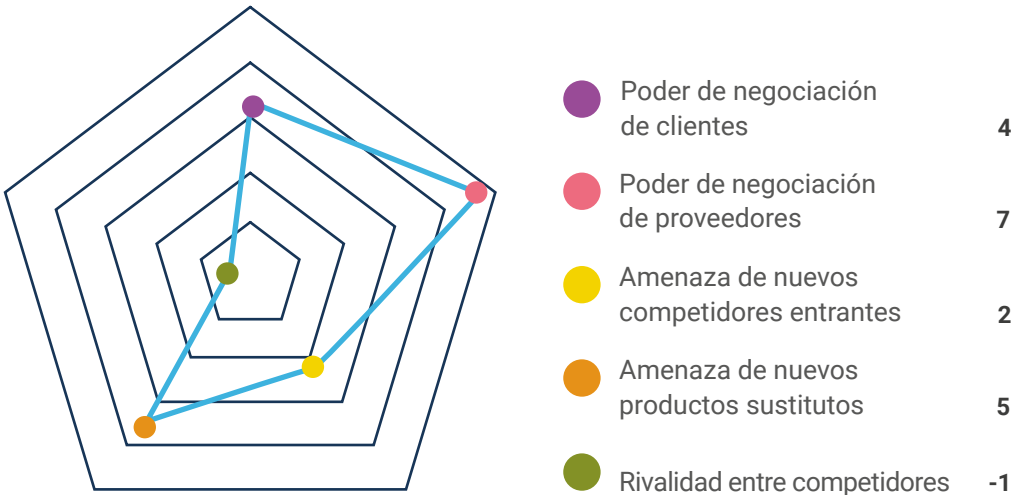 Poder de negociación
de clientes 4
Poder de negociación
de proveedores 7
Amenaza de nuevos
competidores entrantes 2
Amenaza de nuevos
productos sustitutos 5
Rivalidad entre competidores -1